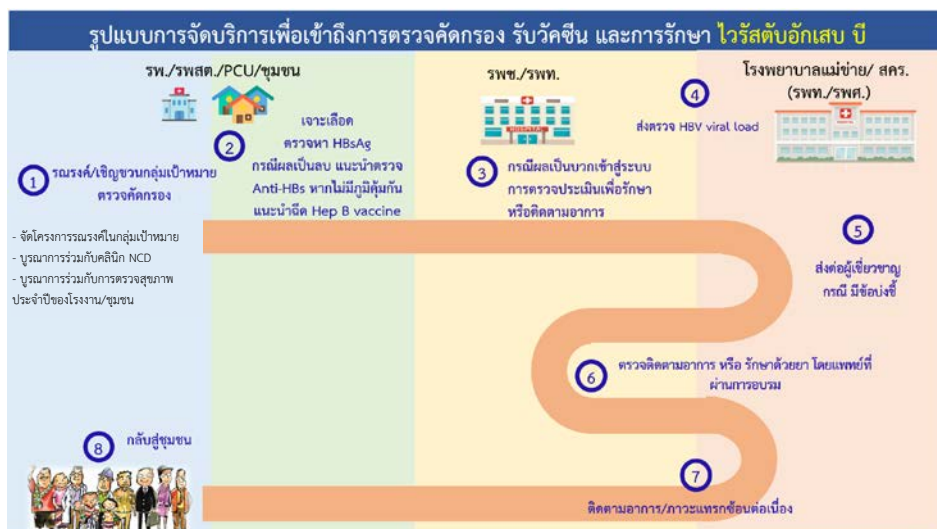 รูปแบบการจัดบริการเพื่อเข้าถึงการตรวจคัดกรอง รับวัคซีน และการรักษา ไวรัสตับอักเสบ บี
รพ./รพสต./PCU/ชุมชน
รพช./รพท.
โรงพยาบาลแม่ข่าย/ สคร.
(รพท./รพศ.)
1
รณรงค์/เชิญชวนกลุ่มเป้าหมาย
ตรวจคัดกรอง
- จัดโครงการรณรงค์ในกลุ่มเป้าหมาย
- บูรณาการร่วมกับคลินิก NCD
- บูรณาการร่วมกับการตรวจสุขภาพ
ประจำปีของโรงงาน/ชุมชน
2
เจาะเลือด
ตรวจหา HBsAg
กรณีผลเป็นลบ แนะนำตรวจ
Anti-HBs หากไม่มีภูมิคุ้มกัน
แนะนำฉีด Hep B vaccine
HOSPITAL
3
กรณีผลเป็นบวกเข้าสู่ระบบ
การตรวจประเมินเพื่อรักษา
หรือติดตามอาการ
4
ส่งตรวจ HBV viral load
5
ส่งต่อผู้เชี่ยวชาญ
กรณี มีข้อบ่งชี้
6
ตรวจติดตามอาการ หรือ รักษาด้วยยา โดยแพทย์ที่
ผ่านการอบรม
7
ติดตามอาการ/ภาวะแทรกซ้อนต่อเนื่อง
8
กลับสู่ชุมชน